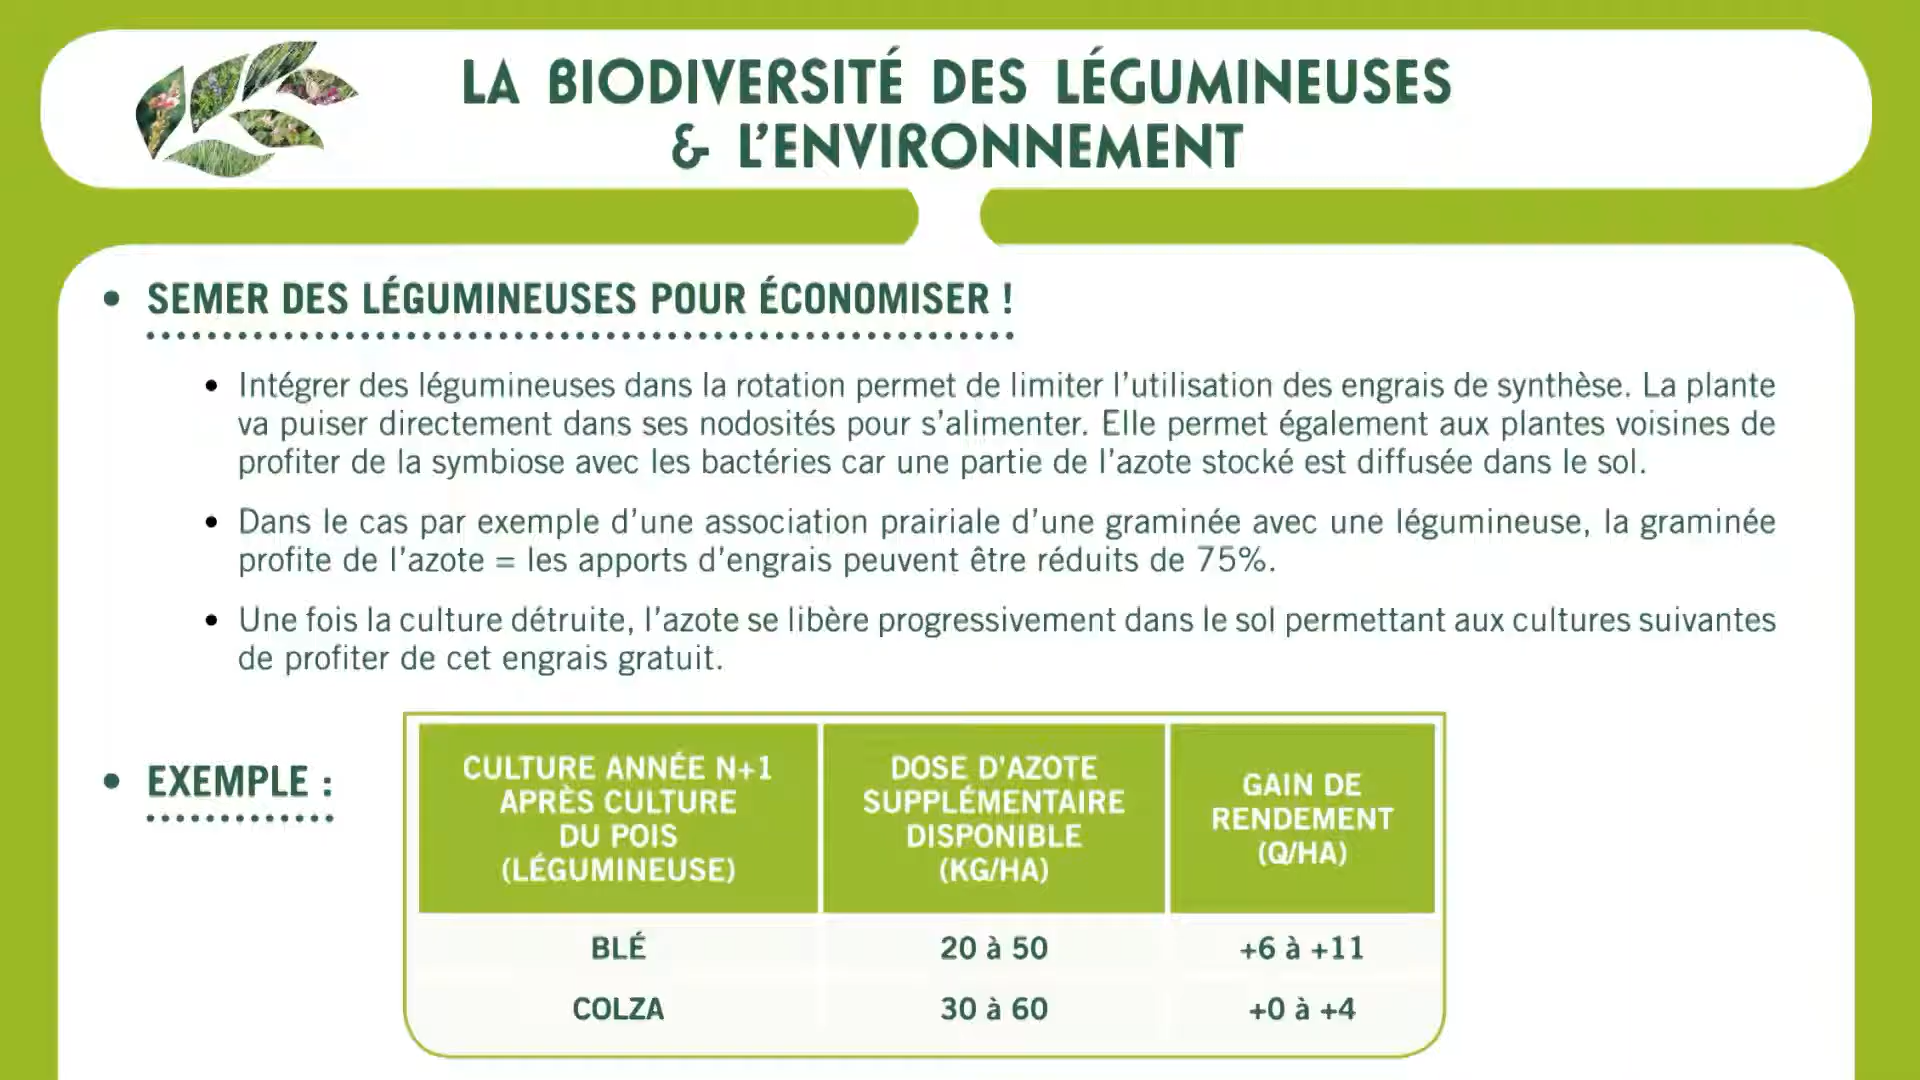 LA BIODIVERSITÉ DES LÉGUMINEUSES
& L'ENVIRONNEMENT
• SEMER DES LÉGUMINEUSES POUR ÉCONOMISER !
• Intégrer des légumineuses dans la rotation permet de limiter l'utilisation des engrais de synthèse. La plante
va puiser directement dans ses nodosités pour s'alimenter. Elle permet également aux plantes voisines de
profiter de la symbiose avec les bactéries car une partie de l'azote stocké est diffusée dans le sol.
• Dans le cas par exemple d'une association prairiale d'une graminée avec une légumineuse, la graminée
profite de l'azote = les apports d'engrais peuvent être réduits de 75%.
• Une fois la culture détruite, l'azote se libère progressivement dans le sol permettant aux cultures suivantes
de profiter de cet engrais gratuit.
• EXEMPLE :
CULTURE ANNÉE N+1
APRÈS CULTURE
DU POIS
(LÉGUMINEUSE)
DOSE D'AZOTE
SUPPLÉMENTAIRE
DISPONIBLE
(KG/HA)
GAIN DE
RENDEMENT
(Q/HA)
BLÉ 20 à 50 +6 à +11
COLZA 30 à 60 +0 à +4